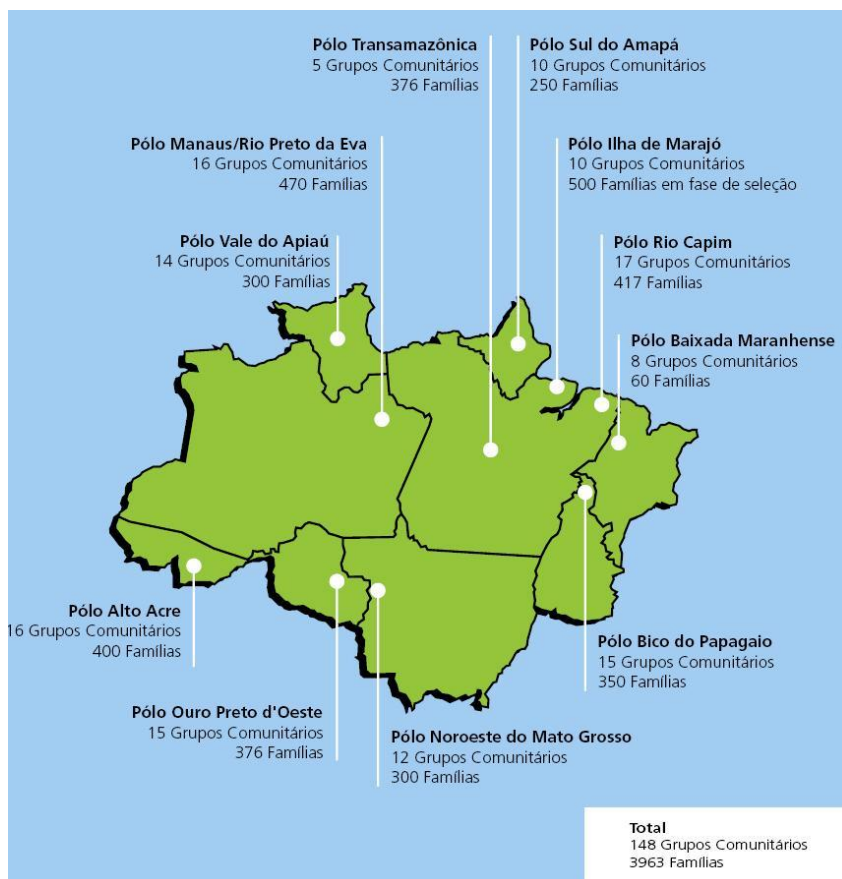 Pólo Transamazônica
5 Grupos Comunitários
376 Famílias
Pólo Sul do Amapá
10 Grupos Comunitários
250 Famílias
Pólo Manaus/Rio Preto da Eva
16 Grupos Comunitários
470 Famílias
Pólo Ilha de Marajó
10 Grupos Comunitários
500 Famílias em fase de seleção
Pólo Vale do Apiaú
14 Grupos Comunitários
300 Famílias
Pólo Rio Capim
17 Grupos Comunitários
417 Famílias
Pólo Baixada Maranhense
8 Grupos Comunitários
60 Famílias
Pólo Alto Acre
16 Grupos Comunitários
400 Famílias
Pólo Bico do Papagaio
15 Grupos Comunitários
350 Famílias
Pólo Ouro Preto d'Oeste
15 Grupos Comunitários
376 Famílias
Pólo Noroeste do Mato Grosso
12 Grupos Comunitários
300 Famílias
Total
148 Grupos Comunitários
3963 Famílias